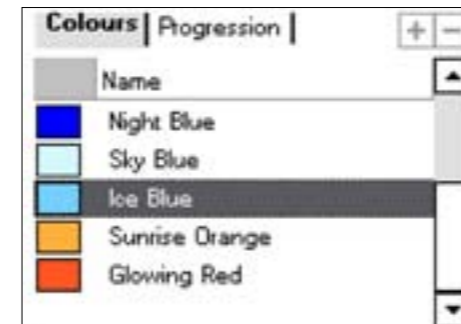 Colours | Progression | + −
Name
Night Blue
Sky Blue
Ice Blue
Sunrise Orange
Glowing Red